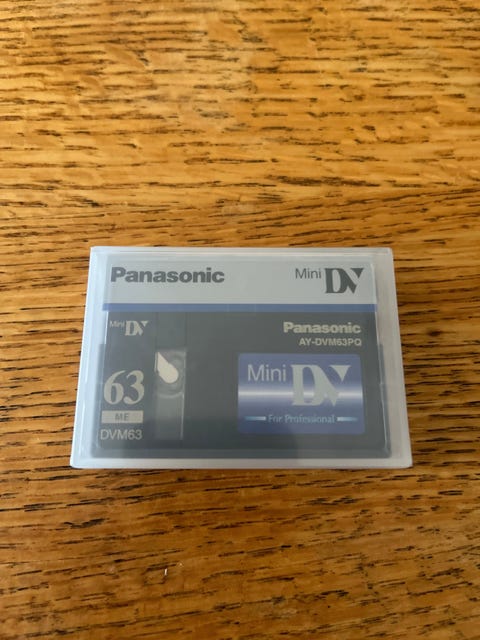 Panasonic
Mini DV
Mini DV
63
ME
DVM63
Panasonic
AY-DVM63PQ
Mini DV
For Professional